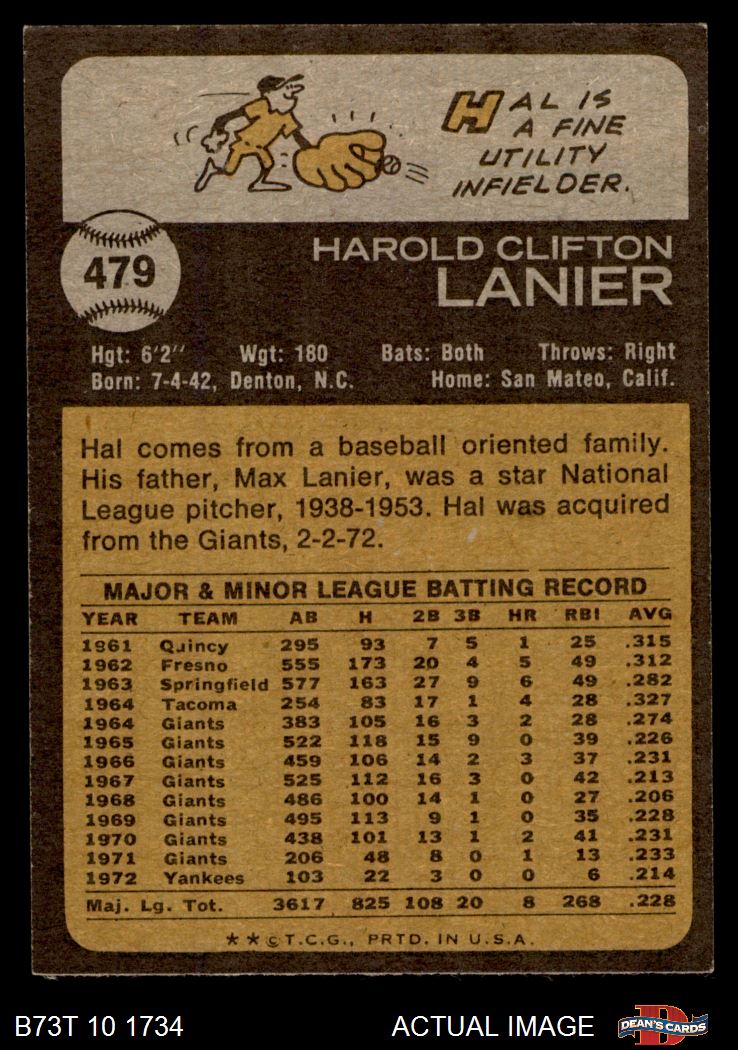 HAL IS
A FINE
UTILITY
INFIELDER.
479
HAROLD CLIFTON
LANIER
Hgt: 6'2" Wgt: 180 Bats: Both Throws: Right
Born: 7-4-42, Denton, N.C. Home: San Mateo, Calif.
Hal comes from a baseball oriented family.
His father, Max Lanier, was a star National
League pitcher, 1938-1953. Hal was acquired
from the Giants, 2-2-72.
MAJOR & MINOR LEAGUE BATTING RECORD
YEAR TEAM AB H 2B 3B HR RBI AVG
1961 Quincy 295 93 7 5 1 25 .315
1962 Fresno 555 173 20 4 5 49 .312
1963 Springfield 577 163 27 9 6 49 .282
1964 Tacoma 254 83 17 1 4 28 .327
1964 Giants 383 105 16 3 2 28 .274
1965 Giants 522 118 15 9 0 39 .226
1966 Giants 459 106 14 2 3 37 .231
1967 Giants 525 112 16 3 0 42 .213
1968 Giants 486 100 14 1 0 27 .206
1969 Giants 495 113 9 1 0 35 .228
1970 Giants 438 101 13 1 2 41 .231
1971 Giants 206 48 8 0 1 13 .233
1972 Yankees 103 22 3 0 0 6 .214
Maj. Lg. Tot. 3617 825 108 20 8 268 .228
**©T.C.G., PRTD. IN U.S.A.
B73T 10 1734 ACTUAL IMAGE DEAN'S CARDS